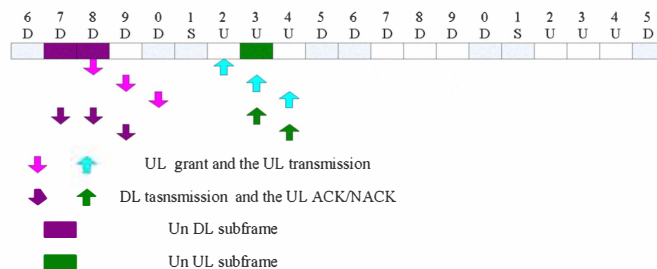 6 7 8 9 0 1 2 3 4 5 6 7 8 9 0 1 2 3 4 5
D D D D D S U U U D D D D D D S U U U D
UL grant and the UL transmission
DL tasnsmission and the UL ACK/NACK
Un DL subframe
Un UL subframe